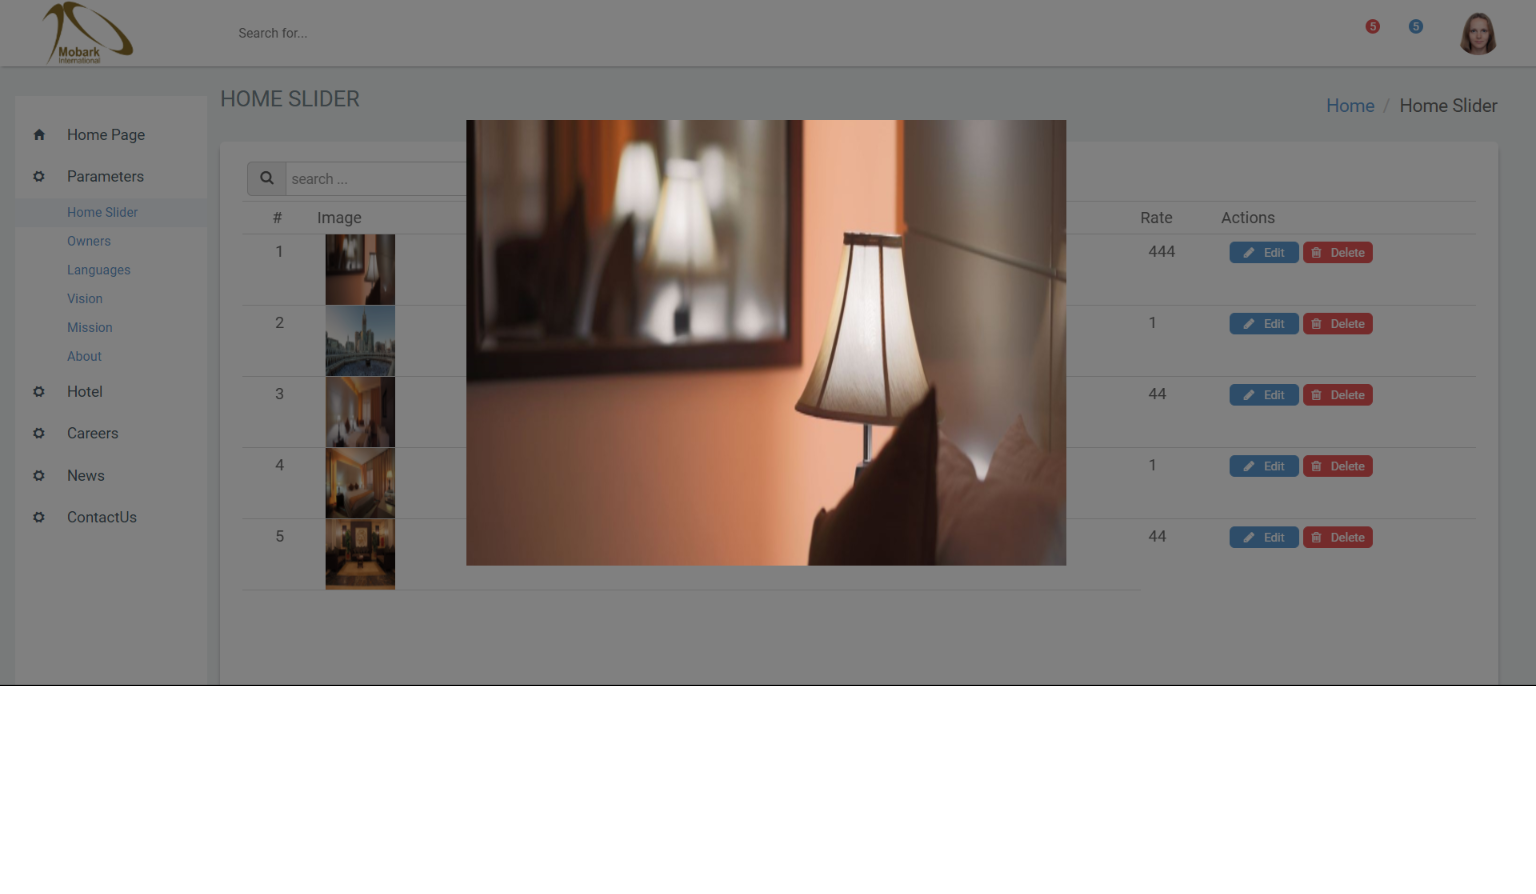 Mobark
International
Search for...
5
5
HOME SLIDER
Home / Home Slider
Home Page
Parameters
Home Slider
Owners
Languages
Vision
Mission
About
Hotel
Careers
News
ContactUs
search ...
# Image Rate Actions
1 444 Edit Delete
2 1 Edit Delete
3 44 Edit Delete
4 1 Edit Delete
5 44 Edit Delete